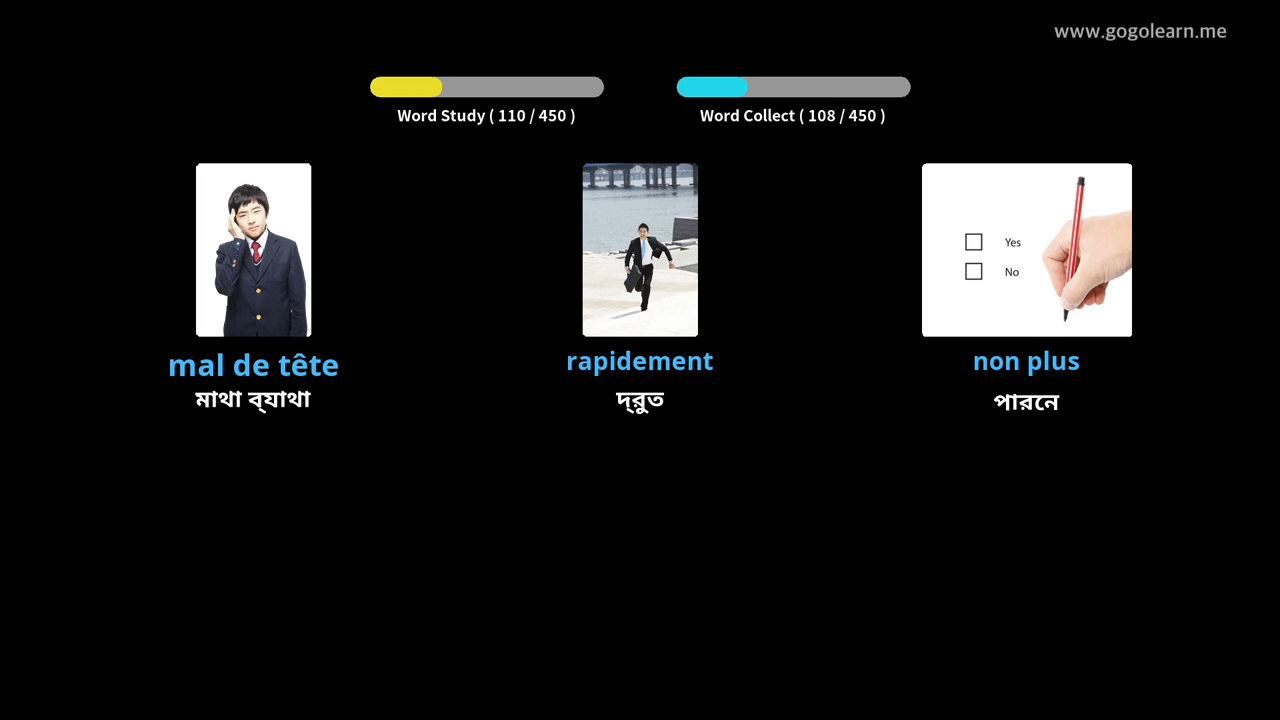 www.gogolearn.me
Word Study ( 110 / 450 )
Word Collect ( 108 / 450 )
Yes
No
mal de tête
rapidement
non plus
মাথা ব্যাথা
দ্রুত
পারনে